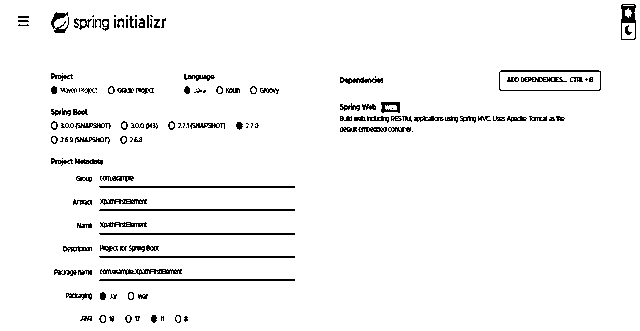 spring initializr
Project
Maven Project Gradle Project
Language
Java Kotlin Groovy
Spring Boot
3.0.0 (SNAPSHOT) 3.0.0 (M3) 2.7.1 (SNAPSHOT) 2.7.0
2.6.9 (SNAPSHOT) 2.6.8
Project Metadata
Group com.example
Artifact XpathFirstElement
Name XpathFirstElement
Description Project for Spring Boot
Package name com.example.XpathFirstElement
Packaging Jar War
Java 18 17 11 8
Dependencies
ADD DEPENDENCIES... CTRL + B
Spring Web WEB
Build web, including RESTful, applications using Spring MVC. Uses Apache Tomcat as the
default embedded container.